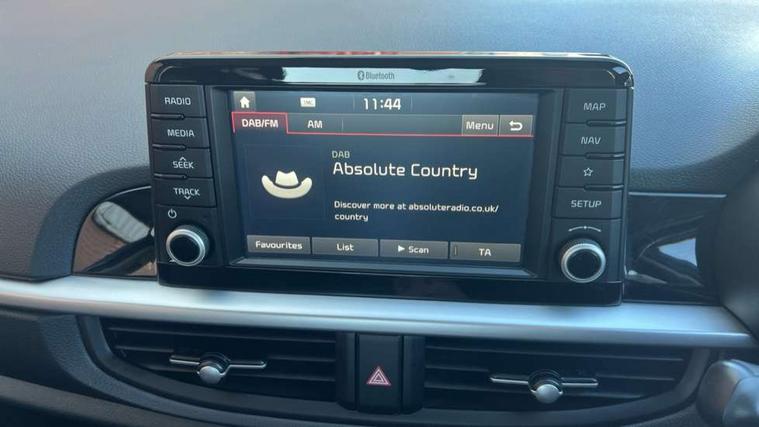 Bluetooth
RADIO
MEDIA
SEEK
TRACK
11:44
DAB/FM AM Menu
DAB
Absolute Country
Discover more at absoluteradio.co.uk/
country
Favourites List Scan TA
MAP
NAV
SETUP